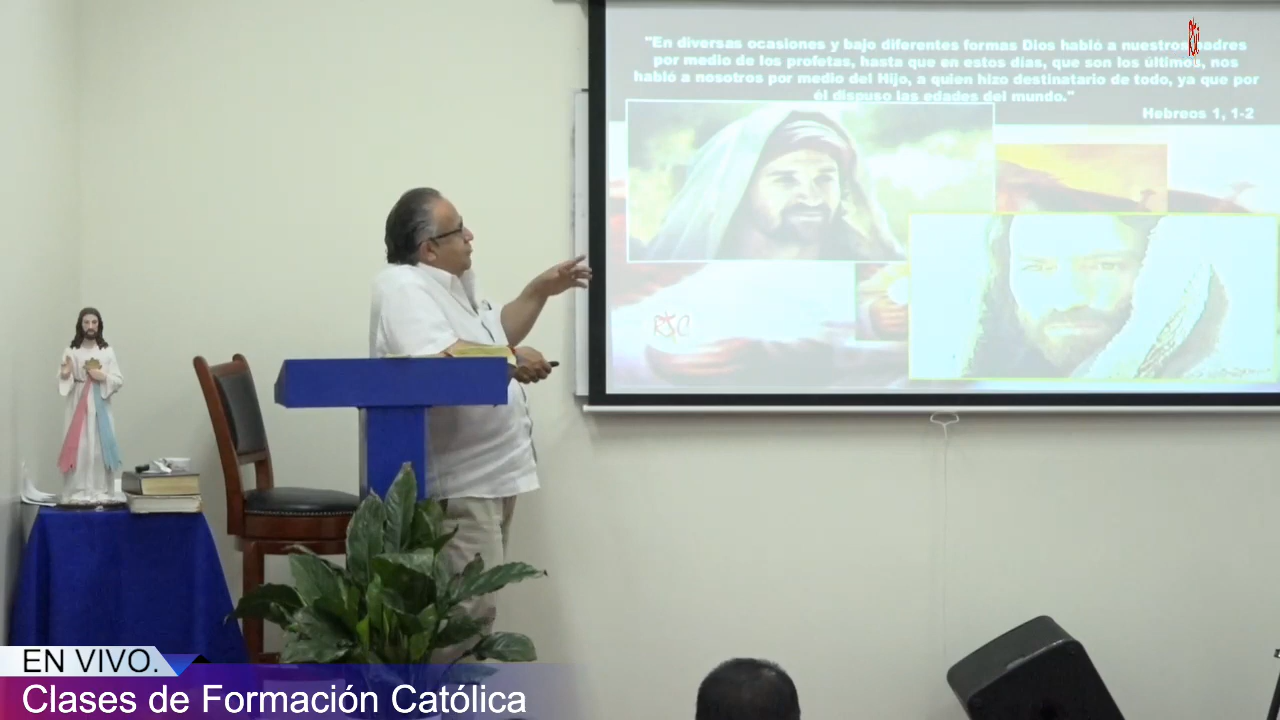 "En diversas ocasiones y bajo diferentes formas Dios habló a nuestros padres
por medio de los profetas, hasta que en estos días, que son los últimos, nos
habló a nosotros por medio del Hijo, a quien hizo destinatario de todo, ya que por
él dispuso las edades del mundo."
Hebreos 1, 1-2
RSC
EN VIVO.
Clases de Formación Católica